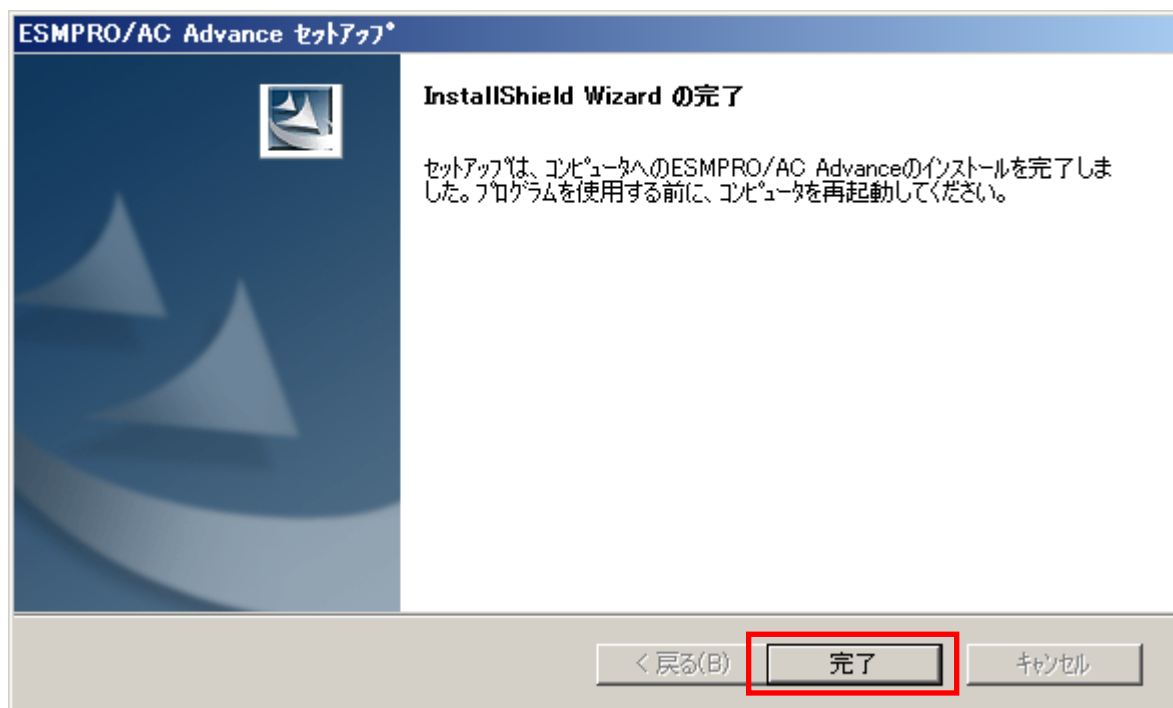 ESMPRO/AC Advance ｾｯﾄｱｯﾌﾟ
InstallShield Wizard の完了
ｾｯﾄｱｯﾌﾟは、ｺﾝﾋﾟｭｰﾀへのESMPRO/AC Advanceのｲﾝｽﾄｰﾙを完了しま
した。ﾌﾟﾛｸﾞﾗﾑを使用する前に、ｺﾝﾋﾟｭｰﾀを再起動してください。
< 戻る(B)
完了
ｷｬﾝｾﾙ